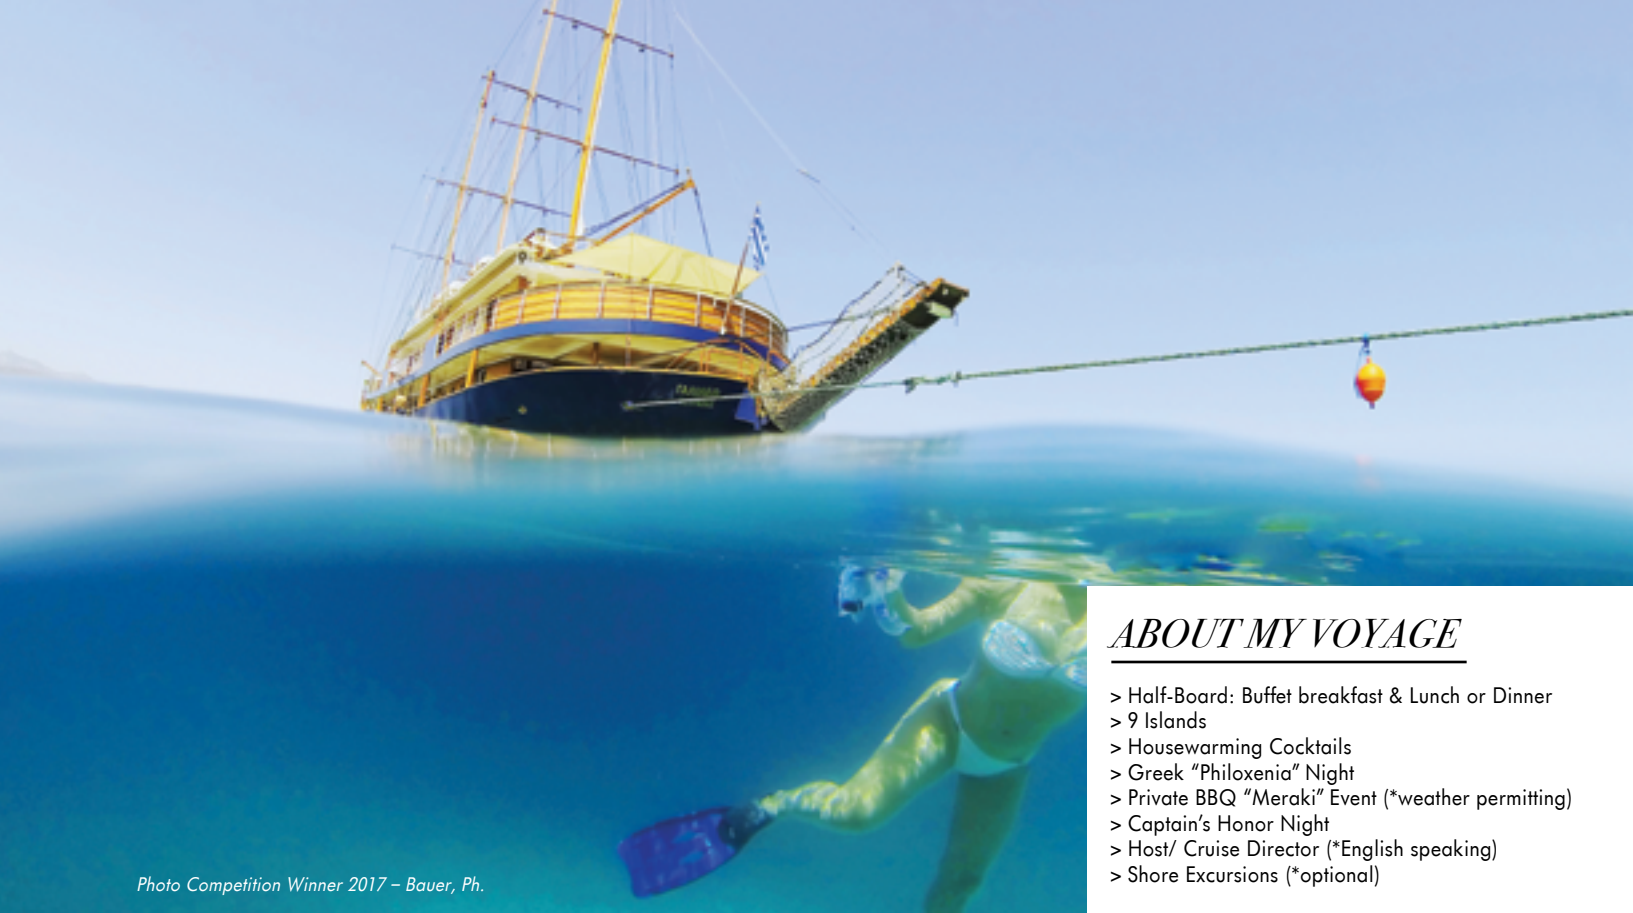 ABOUT MY VOYAGE
> Half-Board: Buffet breakfast & Lunch or Dinner
> 9 Islands
> Housewarming Cocktails
> Greek “Philoxenia” Night
> Private BBQ “Meraki” Event (*weather permitting)
> Captain’s Honor Night
> Host/ Cruise Director (*English speaking)
> Shore Excursions (*optional)
Photo Competition Winner 2017 – Bauer, Ph.